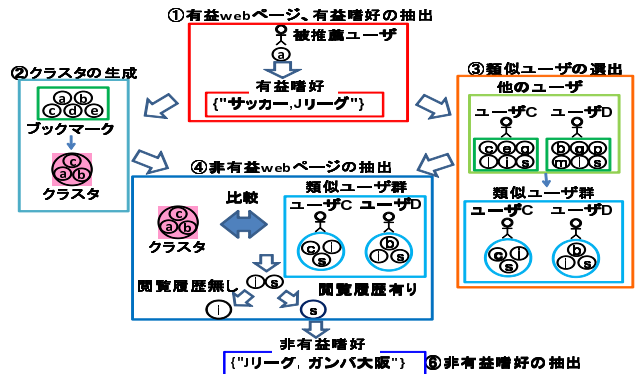 ①有益webページ、有益嗜好の抽出
被推薦ユーザ
a
有益嗜好
{"サッカー,Jリーグ"}
②クラスタの生成
a b
c d e
ブックマーク
c
a b
クラスタ
③類似ユーザの選出
他のユーザ
ユーザC ユーザD
c e g
l j s
b g p
m l s
類似ユーザ群
ユーザC ユーザD
c l
s
b
l s
④非有益webページの抽出
比較
c
a b
クラスタ
類似ユーザ群
ユーザC ユーザD
c l
s
b
l s
l s
閲覧履歴無し
閲覧履歴有り
l
s
非有益嗜好
{"Jリーグ, ガンバ大阪"}
⑥非有益嗜好の抽出